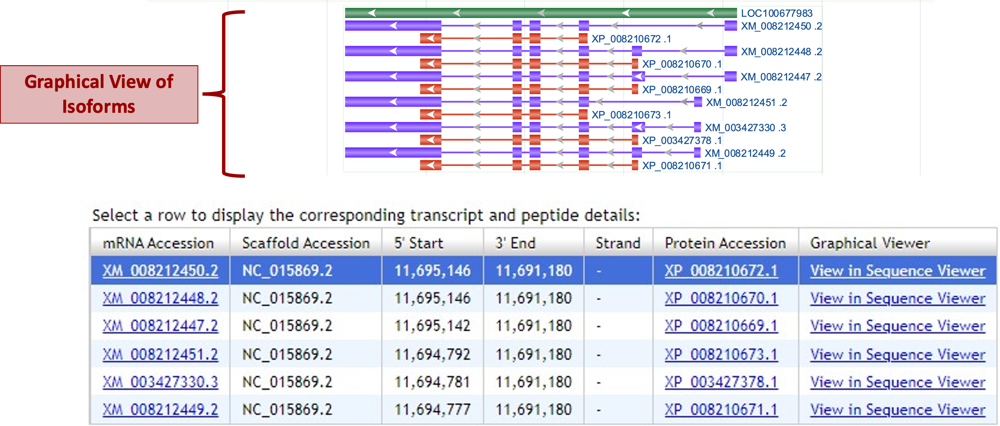 LOC100677983
XM_008212450 .2
XP_008210672 .1
XM_008212448 .2
XP_008210670 .1
XM_008212447 .2
XP_008210669 .1
XM_008212451 .2
XP_008210673 .1
XM_003427330 .3
XP_003427378 .1
XM_008212449 .2
XP_008210671 .1
Graphical View of
Isoforms
Select a row to display the corresponding transcript and peptide details:
mRNA Accession Scaffold Accession 5' Start 3' End Strand Protein Accession Graphical Viewer
XM_008212450.2 NC_015869.2 11,695,146 11,691,180 - XP_008210672.1 View in Sequence Viewer
XM_008212448.2 NC_015869.2 11,695,146 11,691,180 - XP_008210670.1 View in Sequence Viewer
XM_008212447.2 NC_015869.2 11,695,142 11,691,180 - XP_008210669.1 View in Sequence Viewer
XM_008212451.2 NC_015869.2 11,694,792 11,691,180 - XP_008210673.1 View in Sequence Viewer
XM_003427330.3 NC_015869.2 11,694,781 11,691,180 - XP_003427378.1 View in Sequence Viewer
XM_008212449.2 NC_015869.2 11,694,777 11,691,180 - XP_008210671.1 View in Sequence Viewer